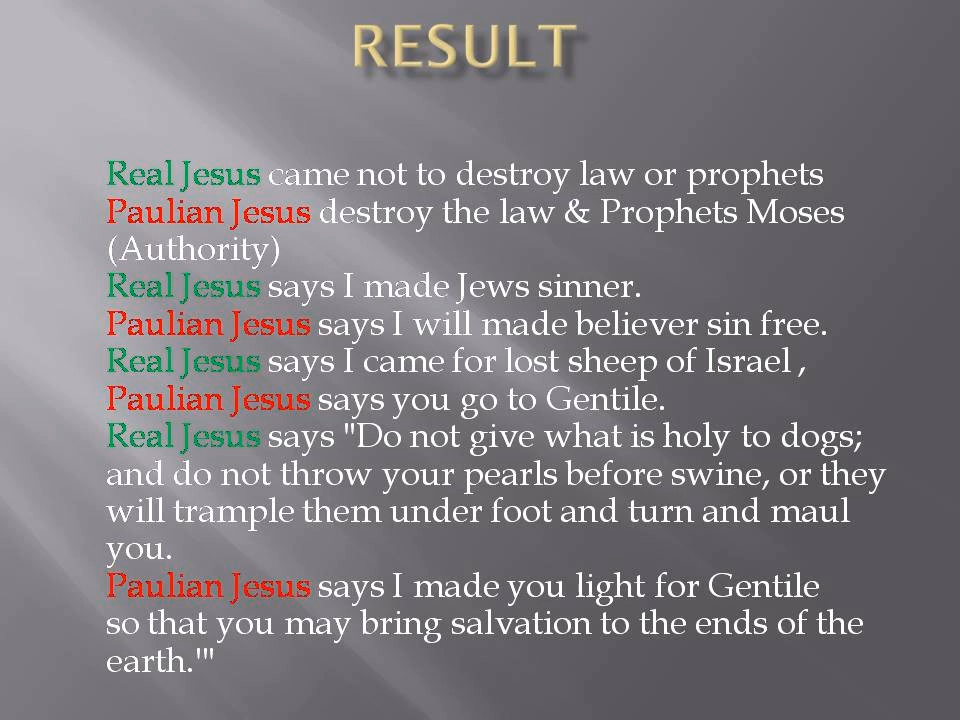 RESULT
Real Jesus came not to destroy law or prophets
Paulian Jesus destroy the law & Prophets Moses
(Authority)
Real Jesus says I made Jews sinner.
Paulian Jesus says I will made believer sin free.
Real Jesus says I came for lost sheep of Israel ,
Paulian Jesus says you go to Gentile.
Real Jesus says "Do not give what is holy to dogs;
and do not throw your pearls before swine, or they
will trample them under foot and turn and maul
you.
Paulian Jesus says I made you light for Gentile
so that you may bring salvation to the ends of the
earth.'"